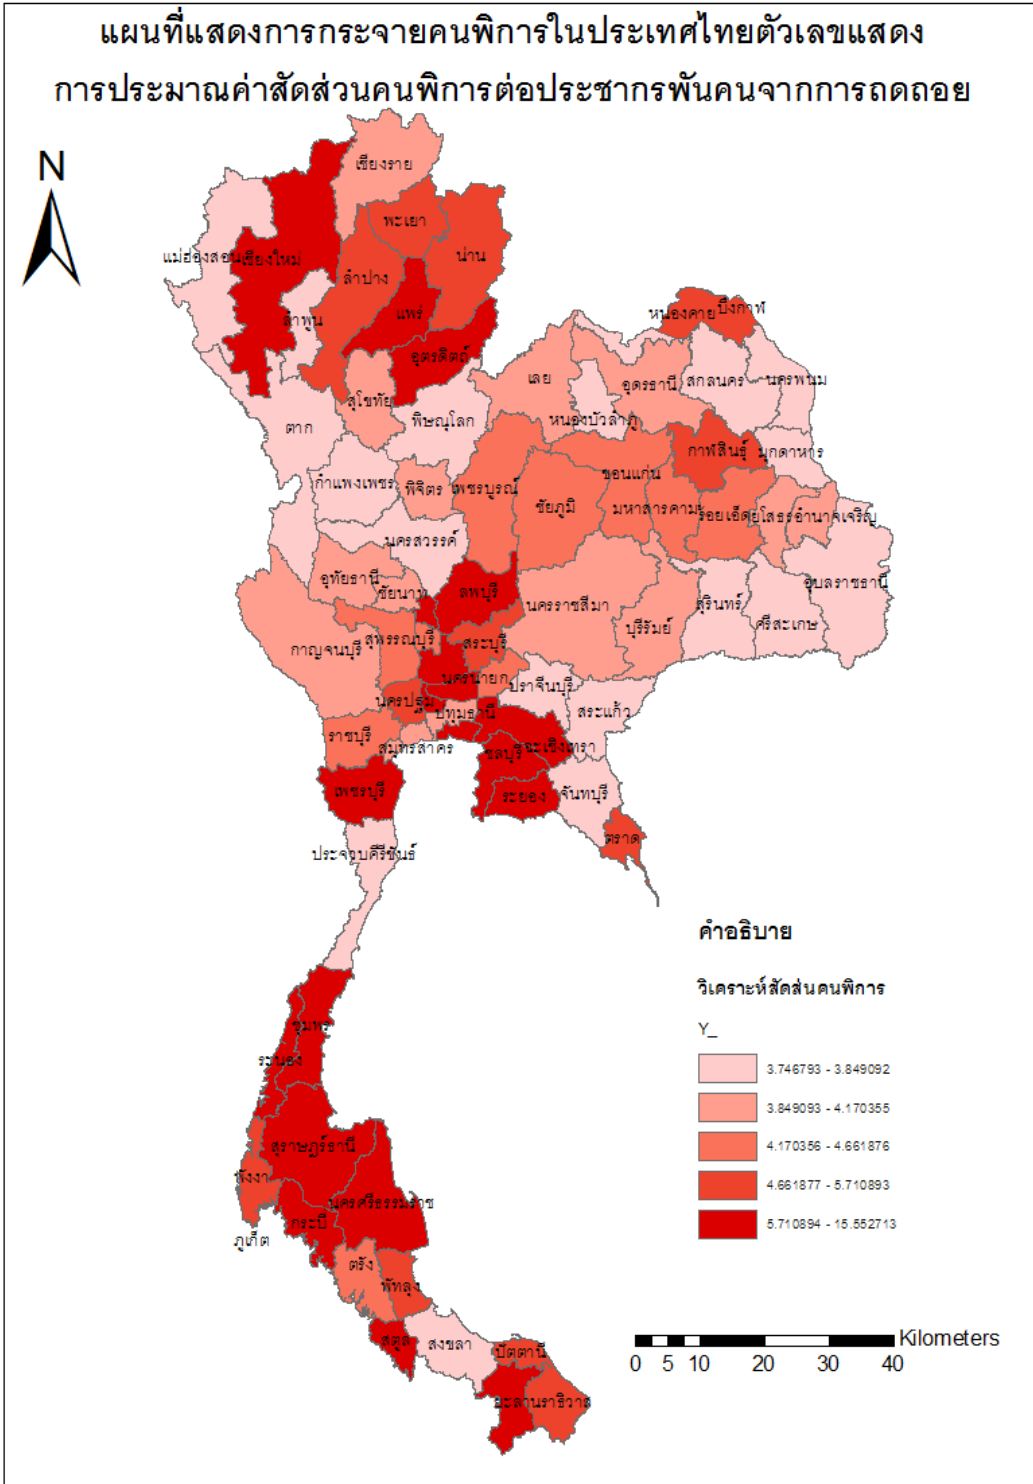 แผนที่แสดงการกระจายคนพิการในประเทศไทยตัวเลขแสดง
การประมาณค่าสัดส่วนคนพิการต่อประชากรพันคนจากการถดถอย
N
เชียงราย
พะเยา
น่าน
แม่ฮ่องสอน
เชียงใหม่
ลำปาง
ลำพูน
แพร่
อุตรดิตถ์
หนองคาย
บึงกาฬ
เลย
อุดรธานี
สกลนคร
นครพนม
สุโขทัย
ตาก
พิษณุโลก
หนองบัวลำภู
กำแพงเพชร
พิจิตร
เพชรบูรณ์
ขอนแก่น
กาฬสินธุ์
มุกดาหาร
ชัยภูมิ
มหาสารคาม
ร้อยเอ็ด
ยโสธร
อำนาจเจริญ
นครสวรรค์
อุทัยธานี
ชัยนาท
ลพบุรี
นครราชสีมา
บุรีรัมย์
สุรินทร์
ศรีสะเกษ
อุบลราชธานี
กาญจนบุรี
สุพรรณบุรี
สระบุรี
นครนายก
ปราจีนบุรี
สระแก้ว
นครปฐม
ปทุมธานี
ราชบุรี
สมุทรสาคร
ฉะเชิงเทรา
ชลบุรี
เพชรบุรี
ระยอง
จันทบุรี
ตราด
ประจวบคีรีขันธ์
คำอธิบาย
วิเคราะห์สัดส่นคนพิการ
Y_
3.746793 - 3.849092
3.849093 - 4.170355
4.170356 - 4.661876
4.661877 - 5.710893
5.710894 - 15.552713
ชุมพร
ระนอง
สุราษฎร์ธานี
พังงา
นครศรีธรรมราช
กระบี่
ภูเก็ต
ตรัง
พัทลุง
สตูล
สงขลา
ปัตตานี
ยะลา
นราธิวาส
Kilometers
0 5 10 20 30 40